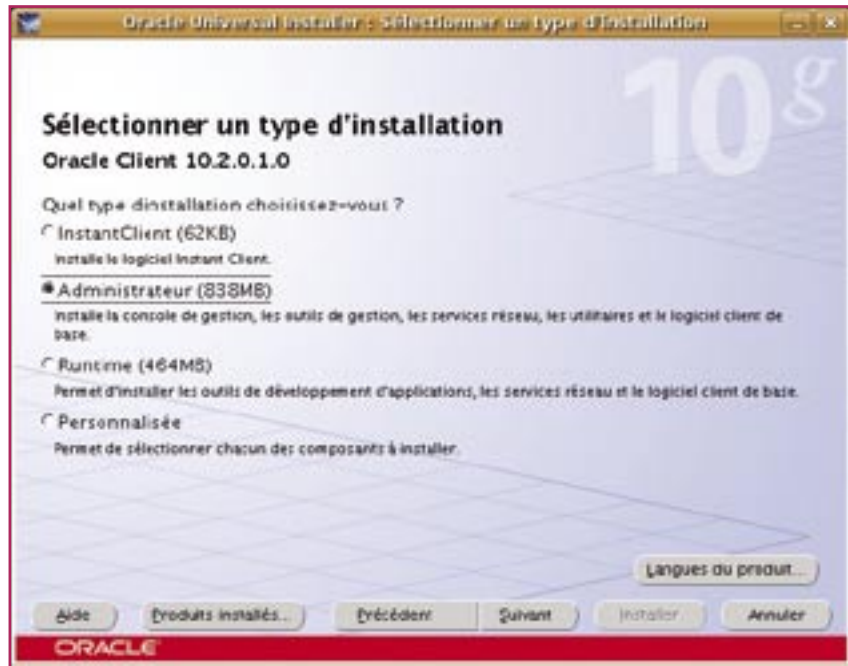 Oracle Universal Installer : Sélectionner un type d'installation
10g
Sélectionner un type d'installation
Oracle Client 10.2.0.1.0
Quel type dinstallation choisissez-vous ?
InstantClient (62KB)
Installe le logiciel Instant Client.
Administrateur (838MB)
Installe la console de gestion, les outils de gestion, les services réseau, les utilitaires et le logiciel client de
base.
Runtime (464MB)
Permet d'installer les outils de développement d'applications, les services réseau et le logiciel client de base.
Personnalisée
Permet de sélectionner chacun des composants à installer.
Langues du produit...
Aide
Produits installés...
Précédent
Suivant
Installer
Annuler
ORACLE